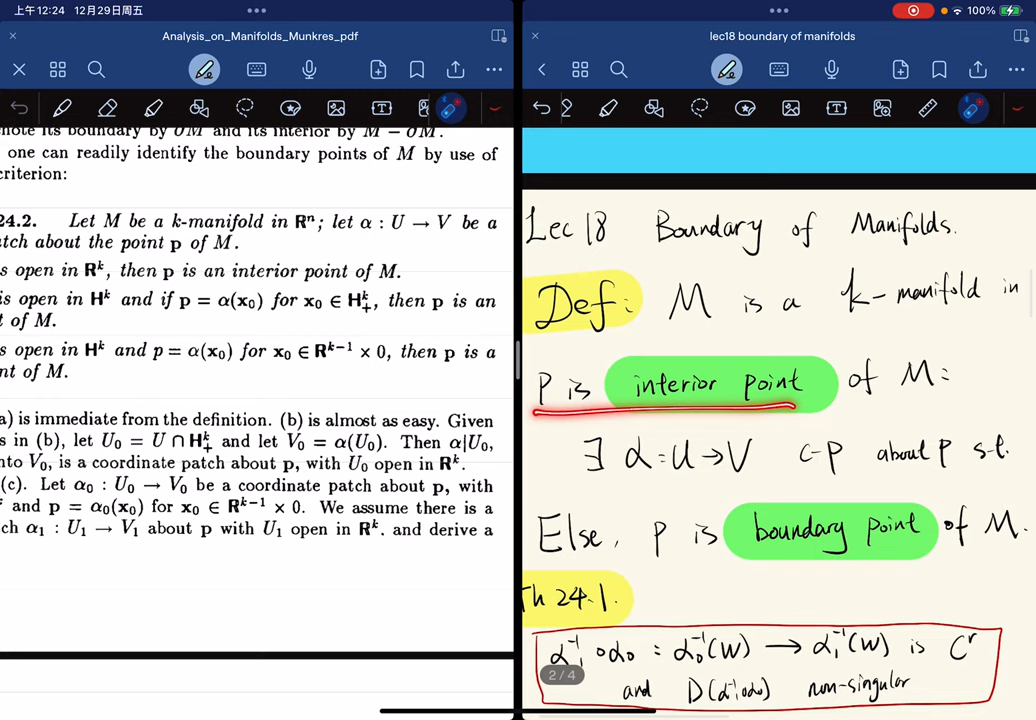 上午12:24 12月29日周五
100%
Analysis_on_Manifolds_Munkres_pdf
lec18 boundary of manifolds
note its boundary by ∂M and its interior by M − ∂M.
one can readily identify the boundary points of M by use of
criterion:
24.2. Let M be a k-manifold in Rⁿ; let α : U → V be a
tch about the point p of M.
s open in Rᵏ, then p is an interior point of M.
is open in Hᵏ and if p = α(x₀) for x₀ ∈ Hᵏ₊, then p is an
t of M.
s open in Hᵏ and p = α(x₀) for x₀ ∈ Rᵏ⁻¹ × 0, then p is a
nt of M.
a) is immediate from the definition. (b) is almost as easy. Given
s in (b), let U₀ = U ∩ Hᵏ₊ and let V₀ = α(U₀). Then α|U₀,
nto V₀, is a coordinate patch about p, with U₀ open in Rᵏ.
(c). Let α₀ : U₀ → V₀ be a coordinate patch about p, with
and p = α₀(x₀) for x₀ ∈ Rᵏ⁻¹ × 0. We assume there is a
ch α₁ : U₁ → V₁ about p with U₁ open in Rᵏ, and derive a
Lec 18 Boundary of Manifolds.
Def: M is a k-manifold in
P is interior point of M:
∃ α: U → V c-p about P s.t.
Else, p is boundary point of M.
Th 24.1.
α₁⁻¹ ∘ α₀ : α₀⁻¹(W) → α₁⁻¹(W) is Cʳ
2/4
and D(α₁⁻¹∘α₀) non-singular